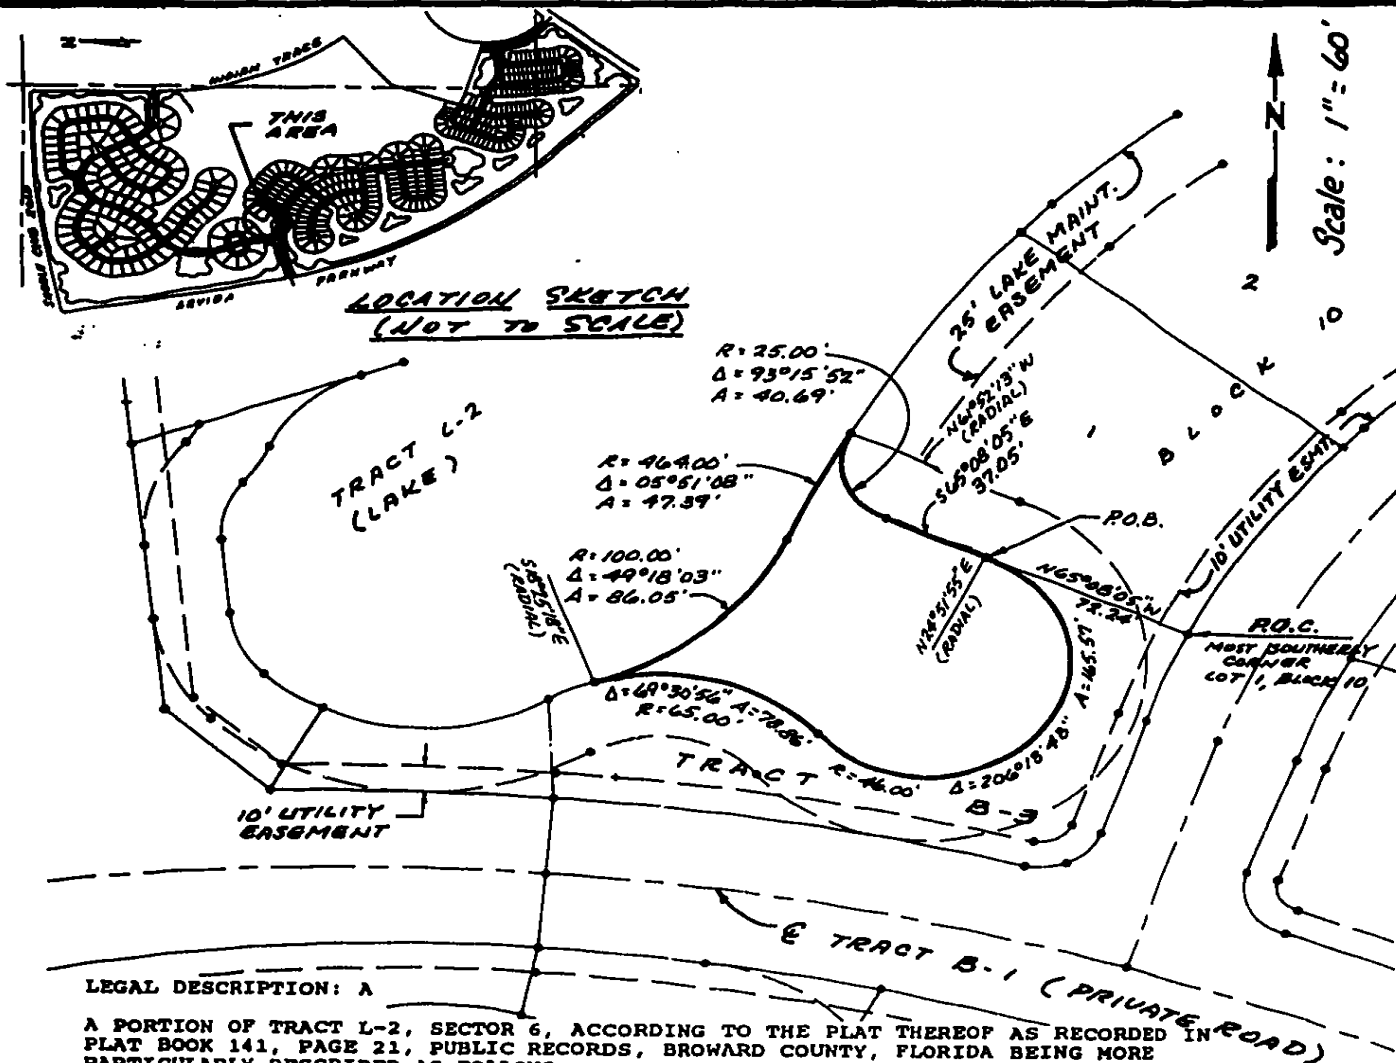 N
INDIAN TRACE
THIS
AREA
ARVIDA
PARKWAY
LOCATION SKETCH
(NOT TO SCALE)
N
Scale: 1"=60'
25' LAKE MAINT.
EASEMENT
2
10
BLOCK
1
R=25.00'
Δ=93°15'52"
A=40.69'
N61°52'13"W
(RADIAL)
S65°08'05"E
37.05'
TRACT L-2
(LAKE)
R=464.00'
Δ=05°51'08"
A=47.39'
R=100.00'
Δ=49°18'03"
A=86.05'
(RADIAL)
P.O.B.
10' UTILITY ESMT.
N24°51'55"E
(RADIAL)
N65°08'05"W
72.24'
P.O.C.
MOST SOUTHERLY
CORNER
LOT 1, BLOCK 10
A=165.57'
Δ=69°30'56" A=78.86'
R=65.00'
R=46.00'
Δ=206°13'48"
TRACT
B-3
10' UTILITY
EASEMENT
℄ TRACT B-1 (PRIVATE ROAD)
LEGAL DESCRIPTION: A
A PORTION OF TRACT L-2, SECTOR 6, ACCORDING TO THE PLAT THEREOF AS RECORDED IN
PLAT BOOK 141, PAGE 21, PUBLIC RECORDS, BROWARD COUNTY, FLORIDA BEING MORE